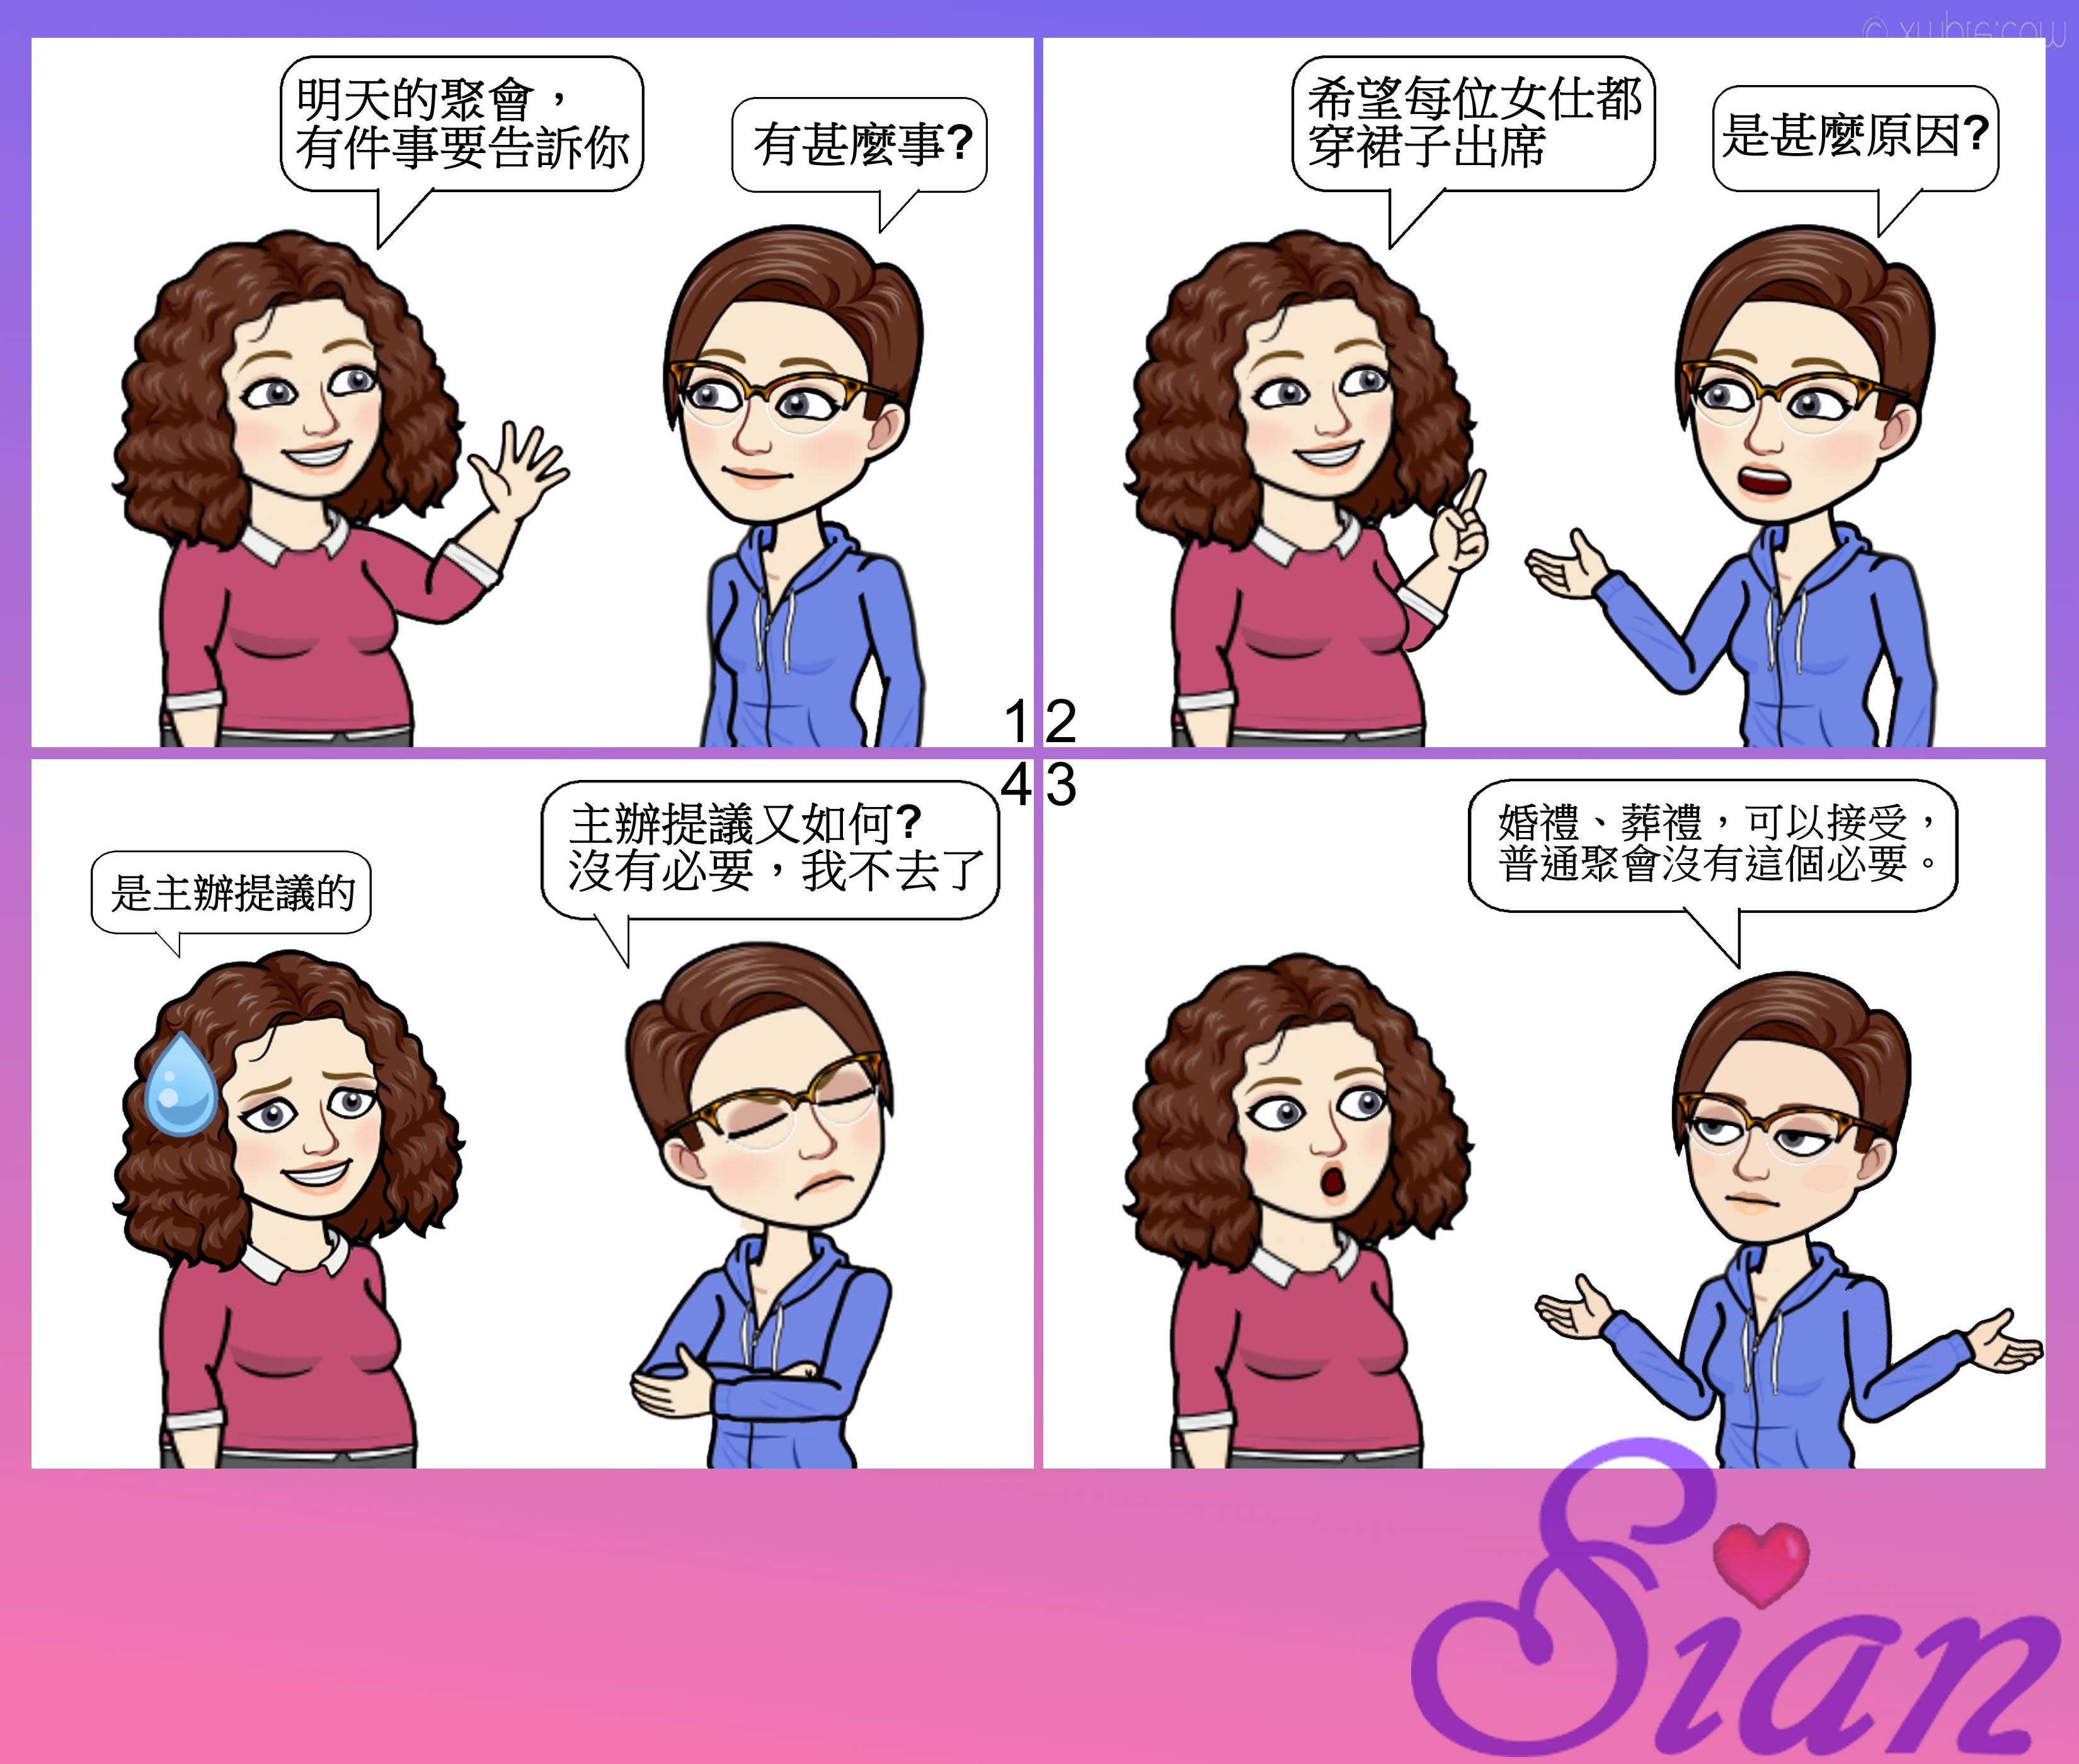 明天的聚會，
有件事要告訴你
有甚麼事?
希望每位女仕都
穿裙子出席
是甚麼原因?
1
2
3
婚禮、葬禮，可以接受，
普通聚會沒有這個必要。
4
是主辦提議的
主辦提議又如何?
沒有必要，我不去了
Sian